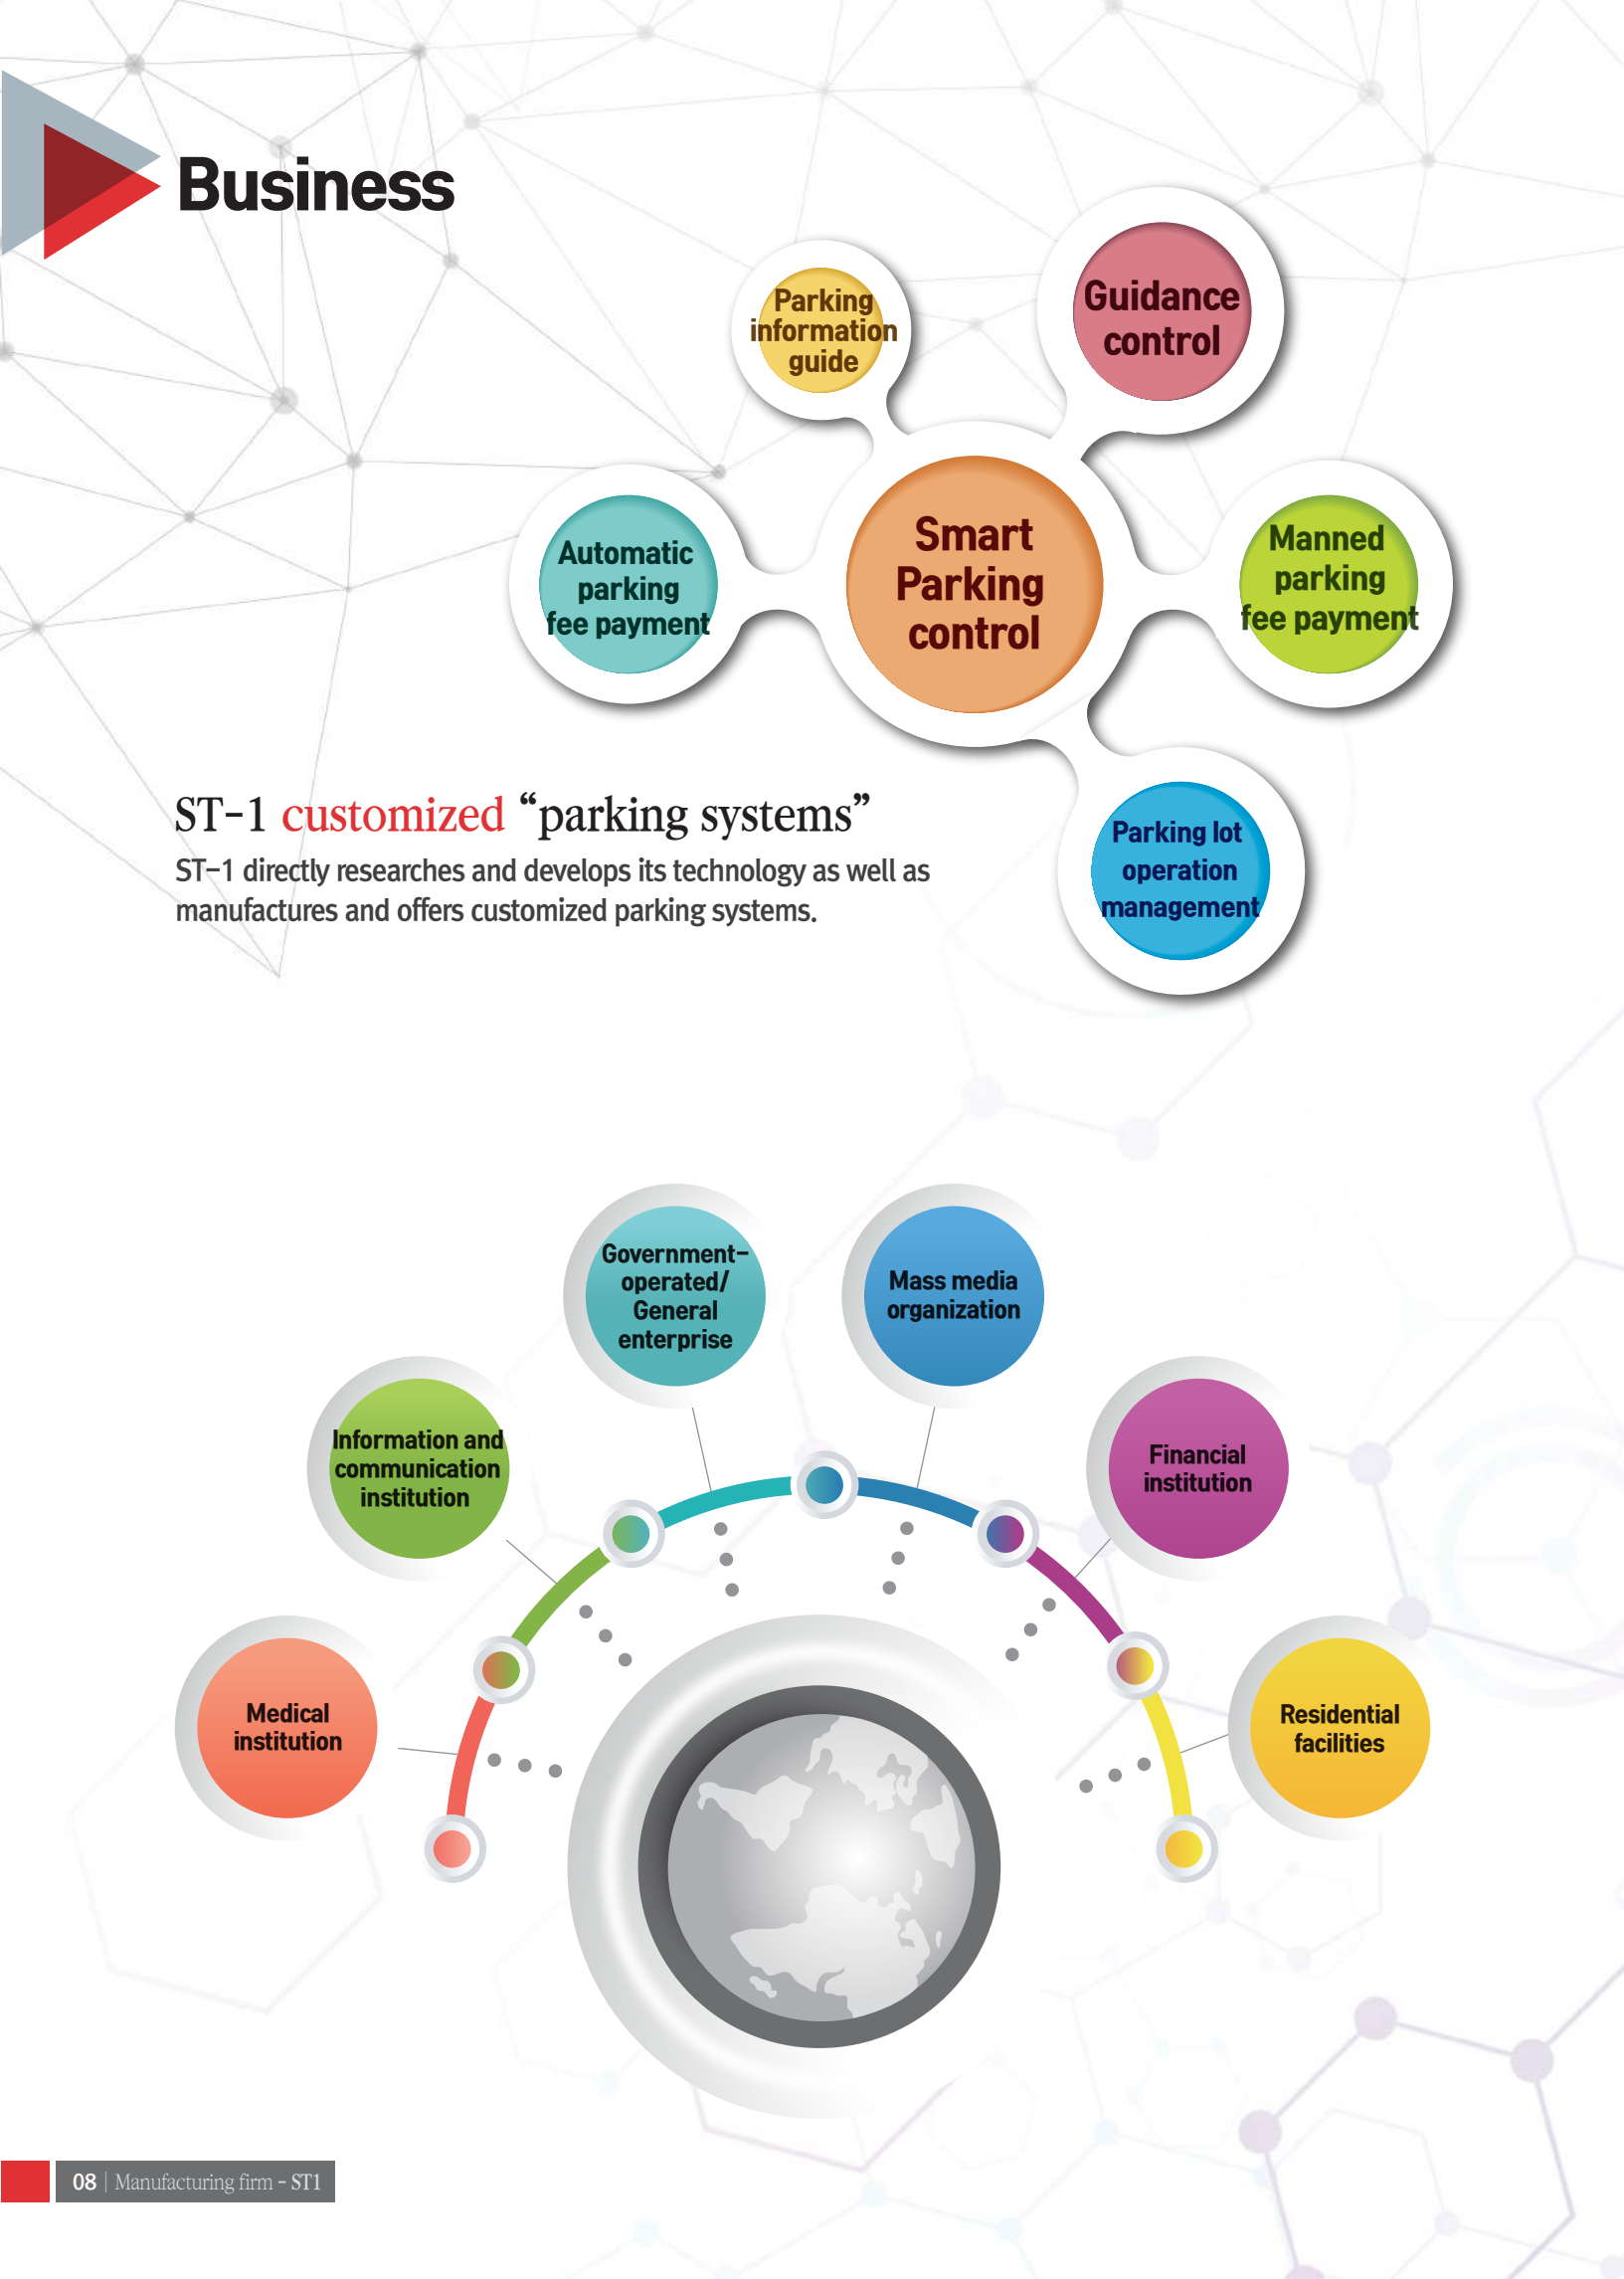 Business
Parking
information
guide
Guidance
control
Automatic
parking
fee payment
Smart
Parking
control
Manned
parking
fee payment
Parking lot
operation
management
ST-1 customized “parking systems”
ST-1 directly researches and develops its technology as well as
manufactures and offers customized parking systems.
Government-
operated/
General
enterprise
Mass media
organization
Information and
communication
institution
Financial
institution
Medical
institution
Residential
facilities
08 | Manufacturing firm - ST1